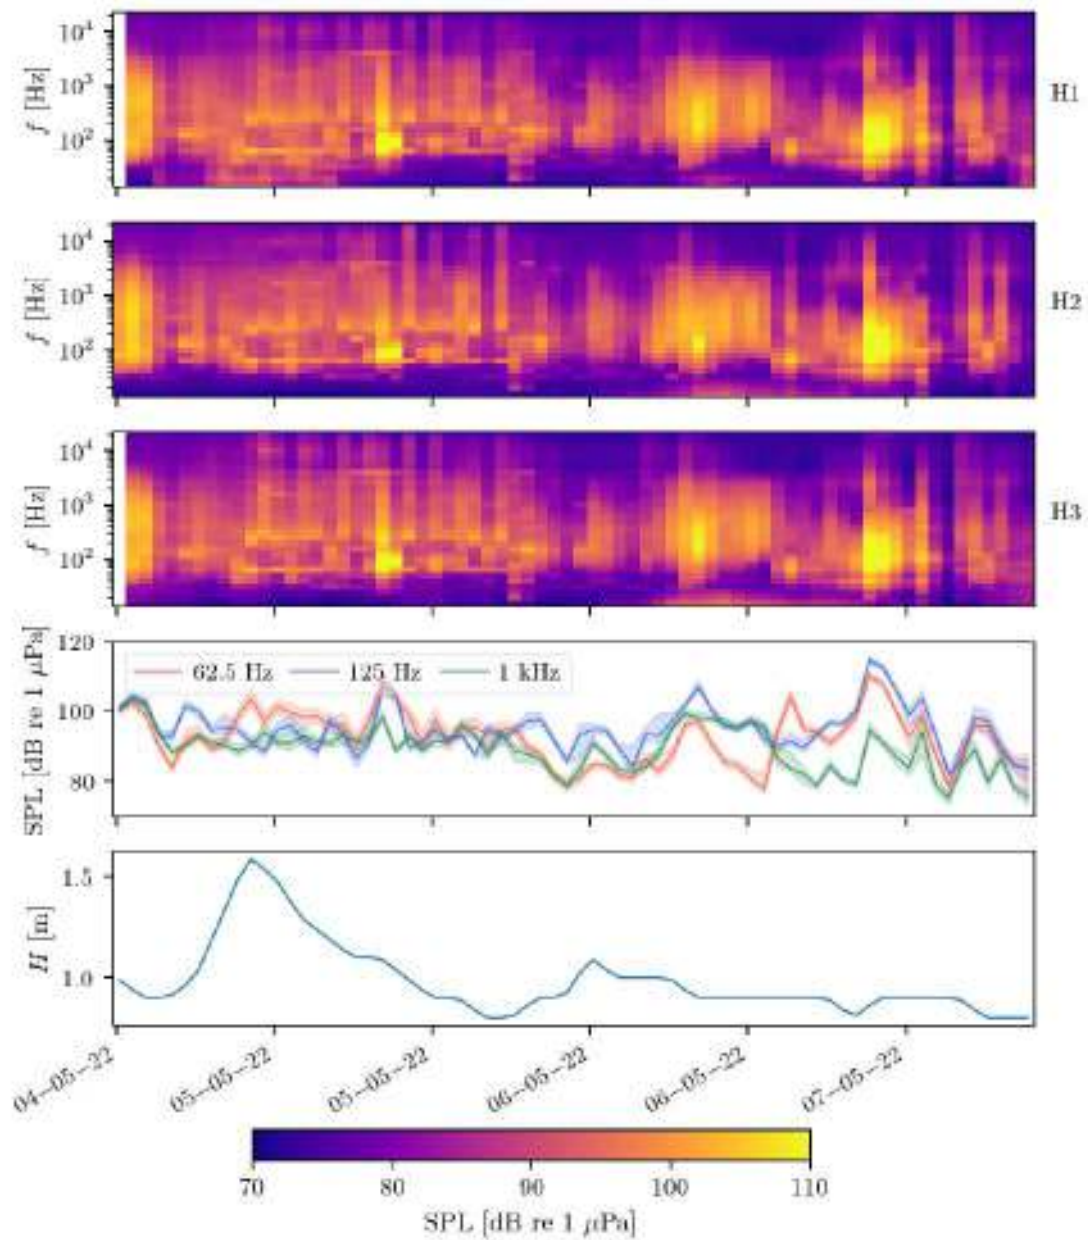 10⁴
10³
10²
f [Hz]
H1
10⁴
10³
10²
f [Hz]
H2
10⁴
10³
10²
f [Hz]
H3
120
100
80
SPL [dB re 1 μPa]
62.5 Hz 125 Hz 1 kHz
1.5
1.0
H [m]
04−05−22 05−05−22 05−05−22 06−05−22 06−05−22 07−05−22
70 80 90 100 110
SPL [dB re 1 μPa]